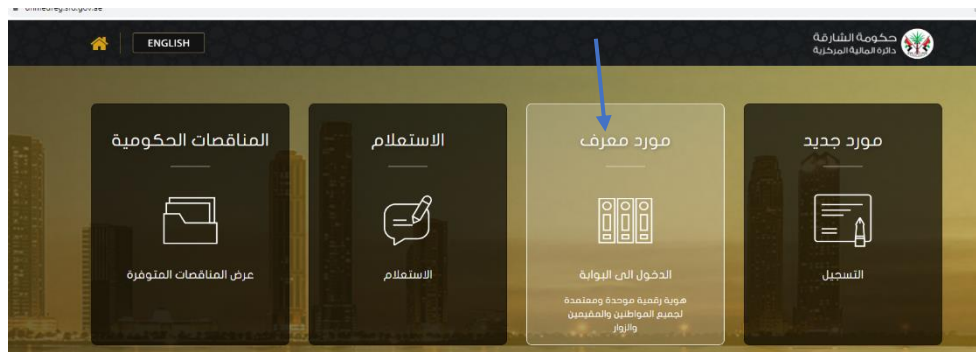 حكومة الشارقة
دائرة المالية المركزية
ENGLISH
مورد جديد
التسجيل
مورد معرف
الدخول الى البوابة
هوية رقمية موحدة ومعتمدة
لجميع المواطنين والمقيمين
والزوار
الاستعلام
الاستعلام
المناقصات الحكومية
عرض المناقصات المتوفرة